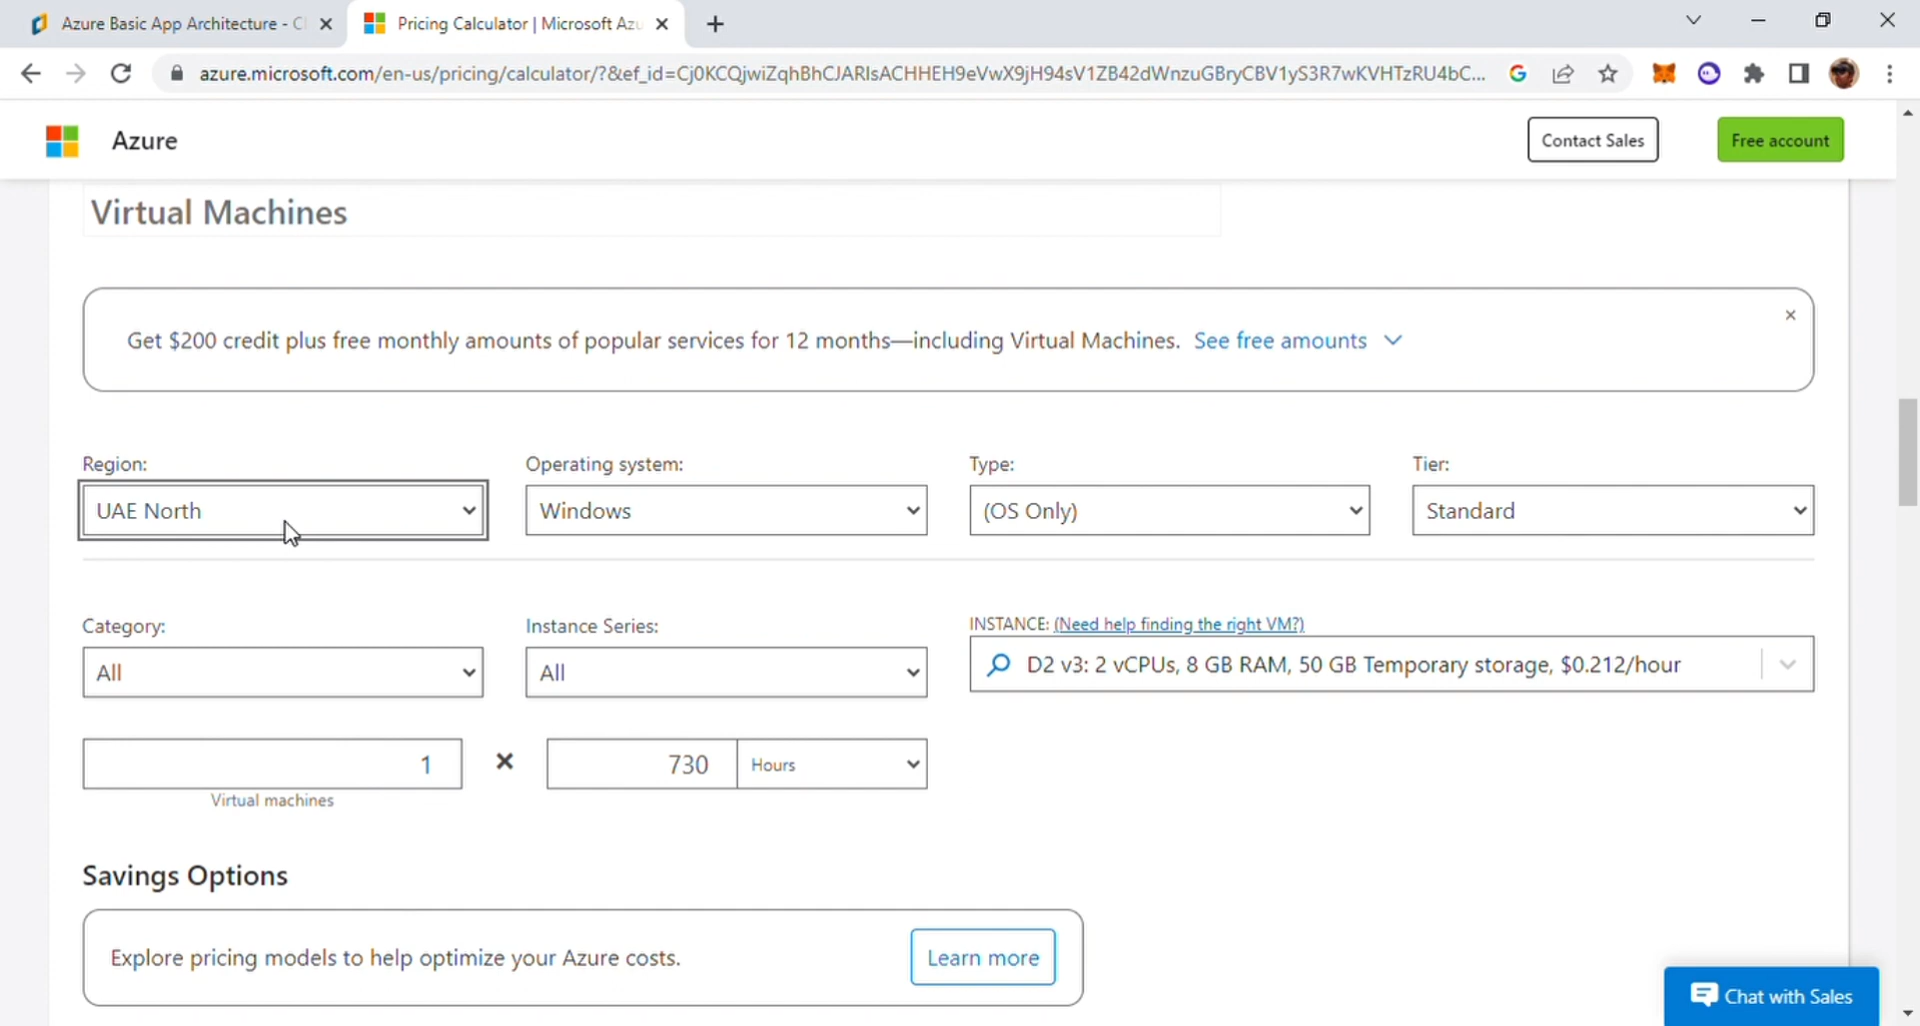 Azure Basic App Architecture - C
Pricing Calculator | Microsoft Azu
azure.microsoft.com/en-us/pricing/calculator/?&ef_id=Cj0KCQjwiZqhBhCJARIsACHHEH9eVwX9jH94sV1ZB42dWnzuGBryCBV1yS3R7wKVHTzRU4bC...
Azure
Contact Sales
Free account
Virtual Machines
Get $200 credit plus free monthly amounts of popular services for 12 months—including Virtual Machines. See free amounts
Region:
Operating system:
Type:
Tier:
UAE North
Windows
(OS Only)
Standard
Category:
Instance Series:
INSTANCE: (Need help finding the right VM?)
All
All
D2 v3: 2 vCPUs, 8 GB RAM, 50 GB Temporary storage, $0.212/hour
1
×
730
Hours
Virtual machines
Savings Options
Explore pricing models to help optimize your Azure costs.
Learn more
Chat with Sales